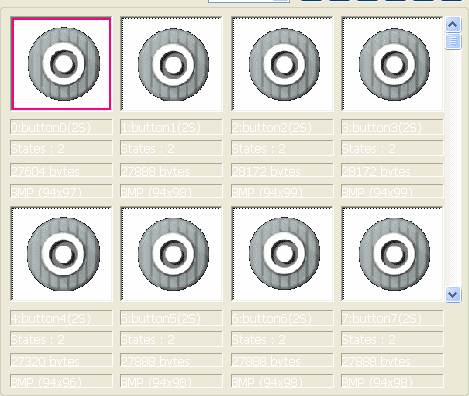 0:button0(2S) 1:button1(2S) 2:button2(2S) 3:button3(2S)
States : 2 States : 2 States : 2 States : 2
27604 bytes 27888 bytes 28172 bytes 28172 bytes
BMP (94x97) BMP (94x98) BMP (94x99) BMP (94x99)
4:button4(2S) 5:button5(2S) 6:button6(2S) 7:button7(2S)
States : 2 States : 2 States : 2 States : 2
27320 bytes 27888 bytes 27888 bytes 27888 bytes
BMP (94x96) BMP (94x98) BMP (94x98) BMP (94x98)